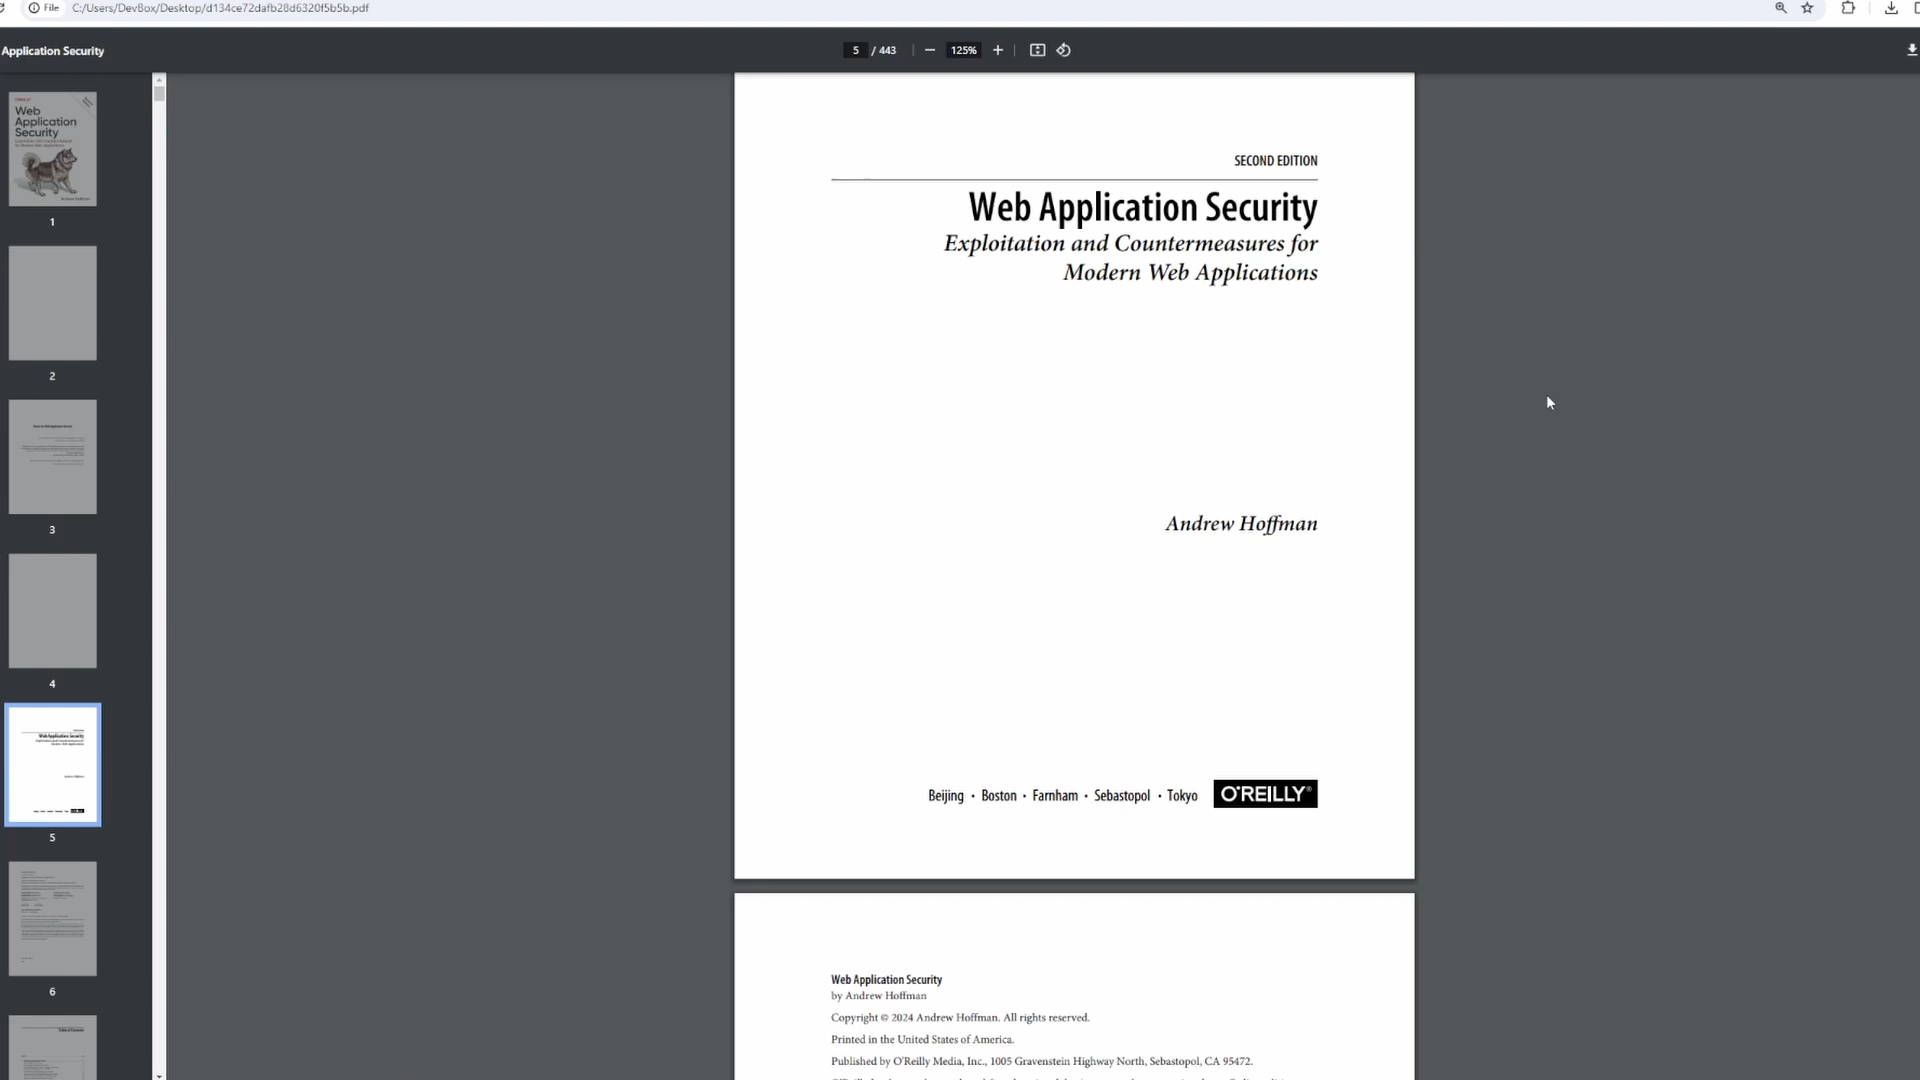 File
C:/Users/DevBox/Desktop/d134ce72dafb28d6320f5b5b.pdf
Application Security
5 / 443
125%
Web
Application
Security
1
2
3
4
5
6
SECOND EDITION
Web Application Security
Exploitation and Countermeasures for
Modern Web Applications
Andrew Hoffman
Beijing • Boston • Farnham • Sebastopol • Tokyo
O'REILLY®
Web Application Security
by Andrew Hoffman
Copyright © 2024 Andrew Hoffman. All rights reserved.
Printed in the United States of America.
Published by O'Reilly Media, Inc., 1005 Gravenstein Highway North, Sebastopol, CA 95472.